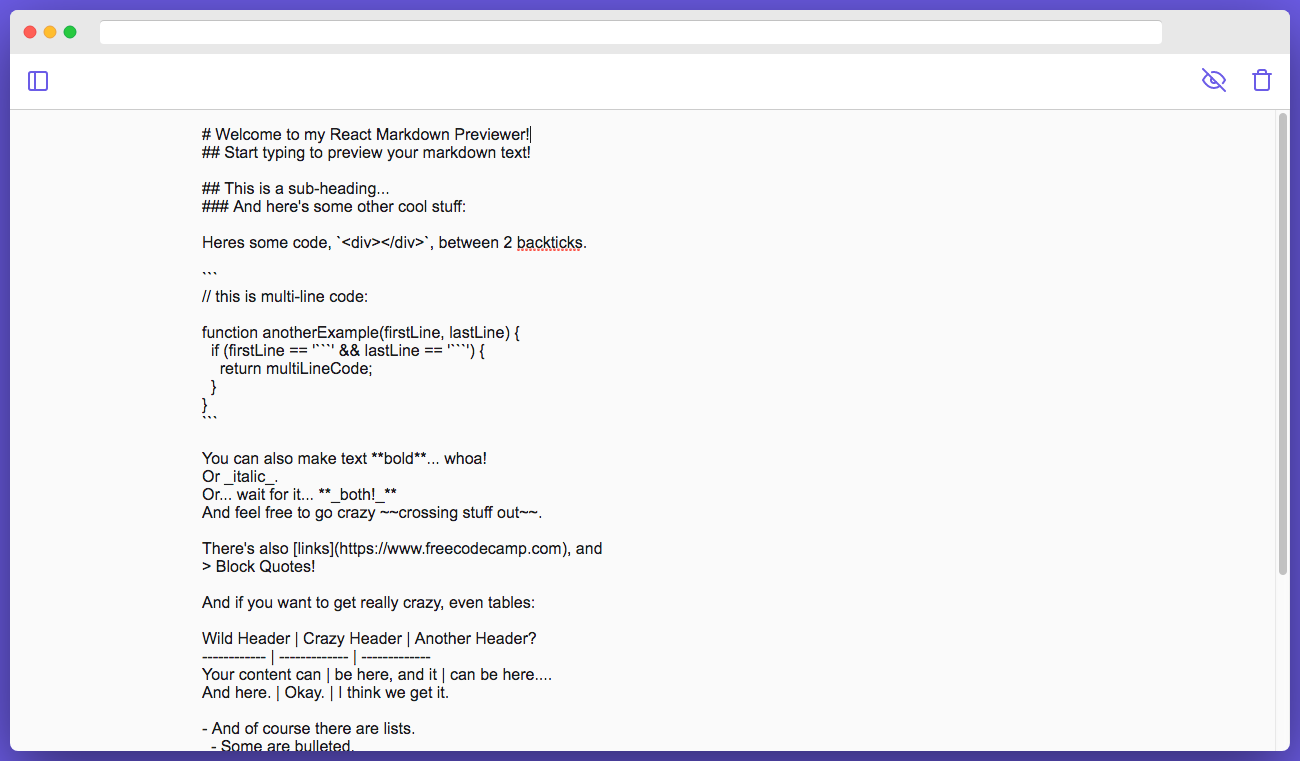 # Welcome to my React Markdown Previewer!
## Start typing to preview your markdown text!
## This is a sub-heading...
### And here's some other cool stuff:
Heres some code, `<div></div>`, between 2 backticks.
```
// this is multi-line code:
function anotherExample(firstLine, lastLine) {
  if (firstLine == '```' && lastLine == '```') {
    return multiLineCode;
  }
}
```
You can also make text **bold**... whoa!
Or _italic_.
Or... wait for it... **_both!_**
And feel free to go crazy ~~crossing stuff out~~.
There's also [links](https://www.freecodecamp.com), and
> Block Quotes!
And if you want to get really crazy, even tables:
Wild Header | Crazy Header | Another Header?
------------ | ------------- | -------------
Your content can | be here, and it | can be here....
And here. | Okay. | I think we get it.
- And of course there are lists.
  - Some are bulleted.